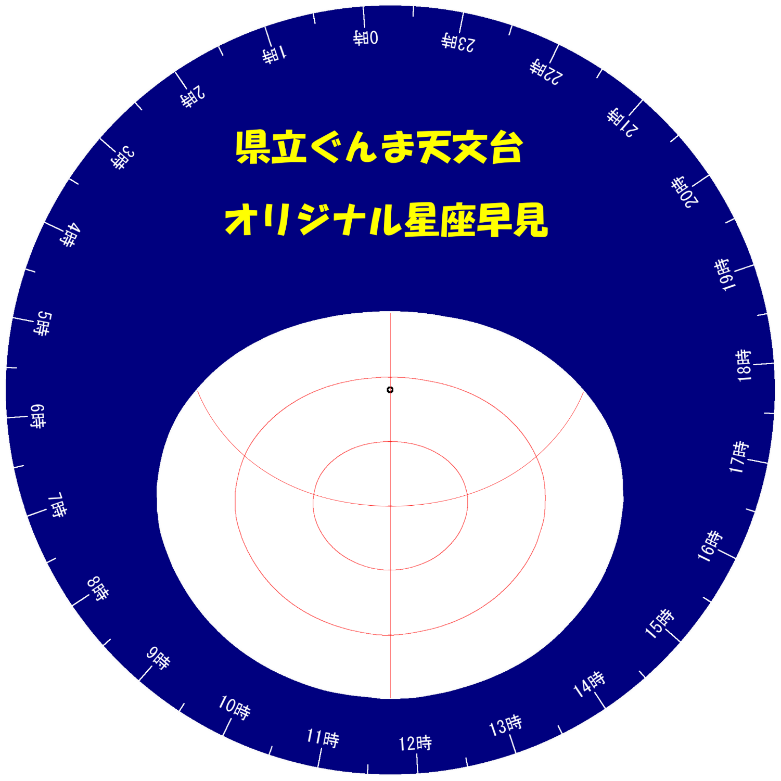 県立ぐんま天文台
オリジナル星座早見
0時
23時
22時
21時
20時
19時
18時
17時
16時
15時
14時
13時
12時
11時
10時
9時
8時
7時
6時
5時
4時
3時
2時
1時